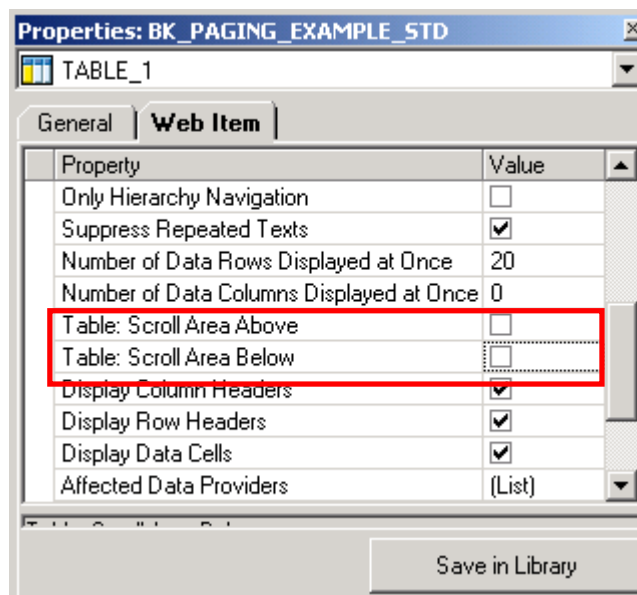 Properties: BK_PAGING_EXAMPLE_STD
TABLE_1
General Web Item
Property Value
Only Hierarchy Navigation
Suppress Repeated Texts
Number of Data Rows Displayed at Once 20
Number of Data Columns Displayed at Once 0
Table: Scroll Area Above
Table: Scroll Area Below
Display Column Headers
Display Row Headers
Display Data Cells
Affected Data Providers (List)
Save in Library